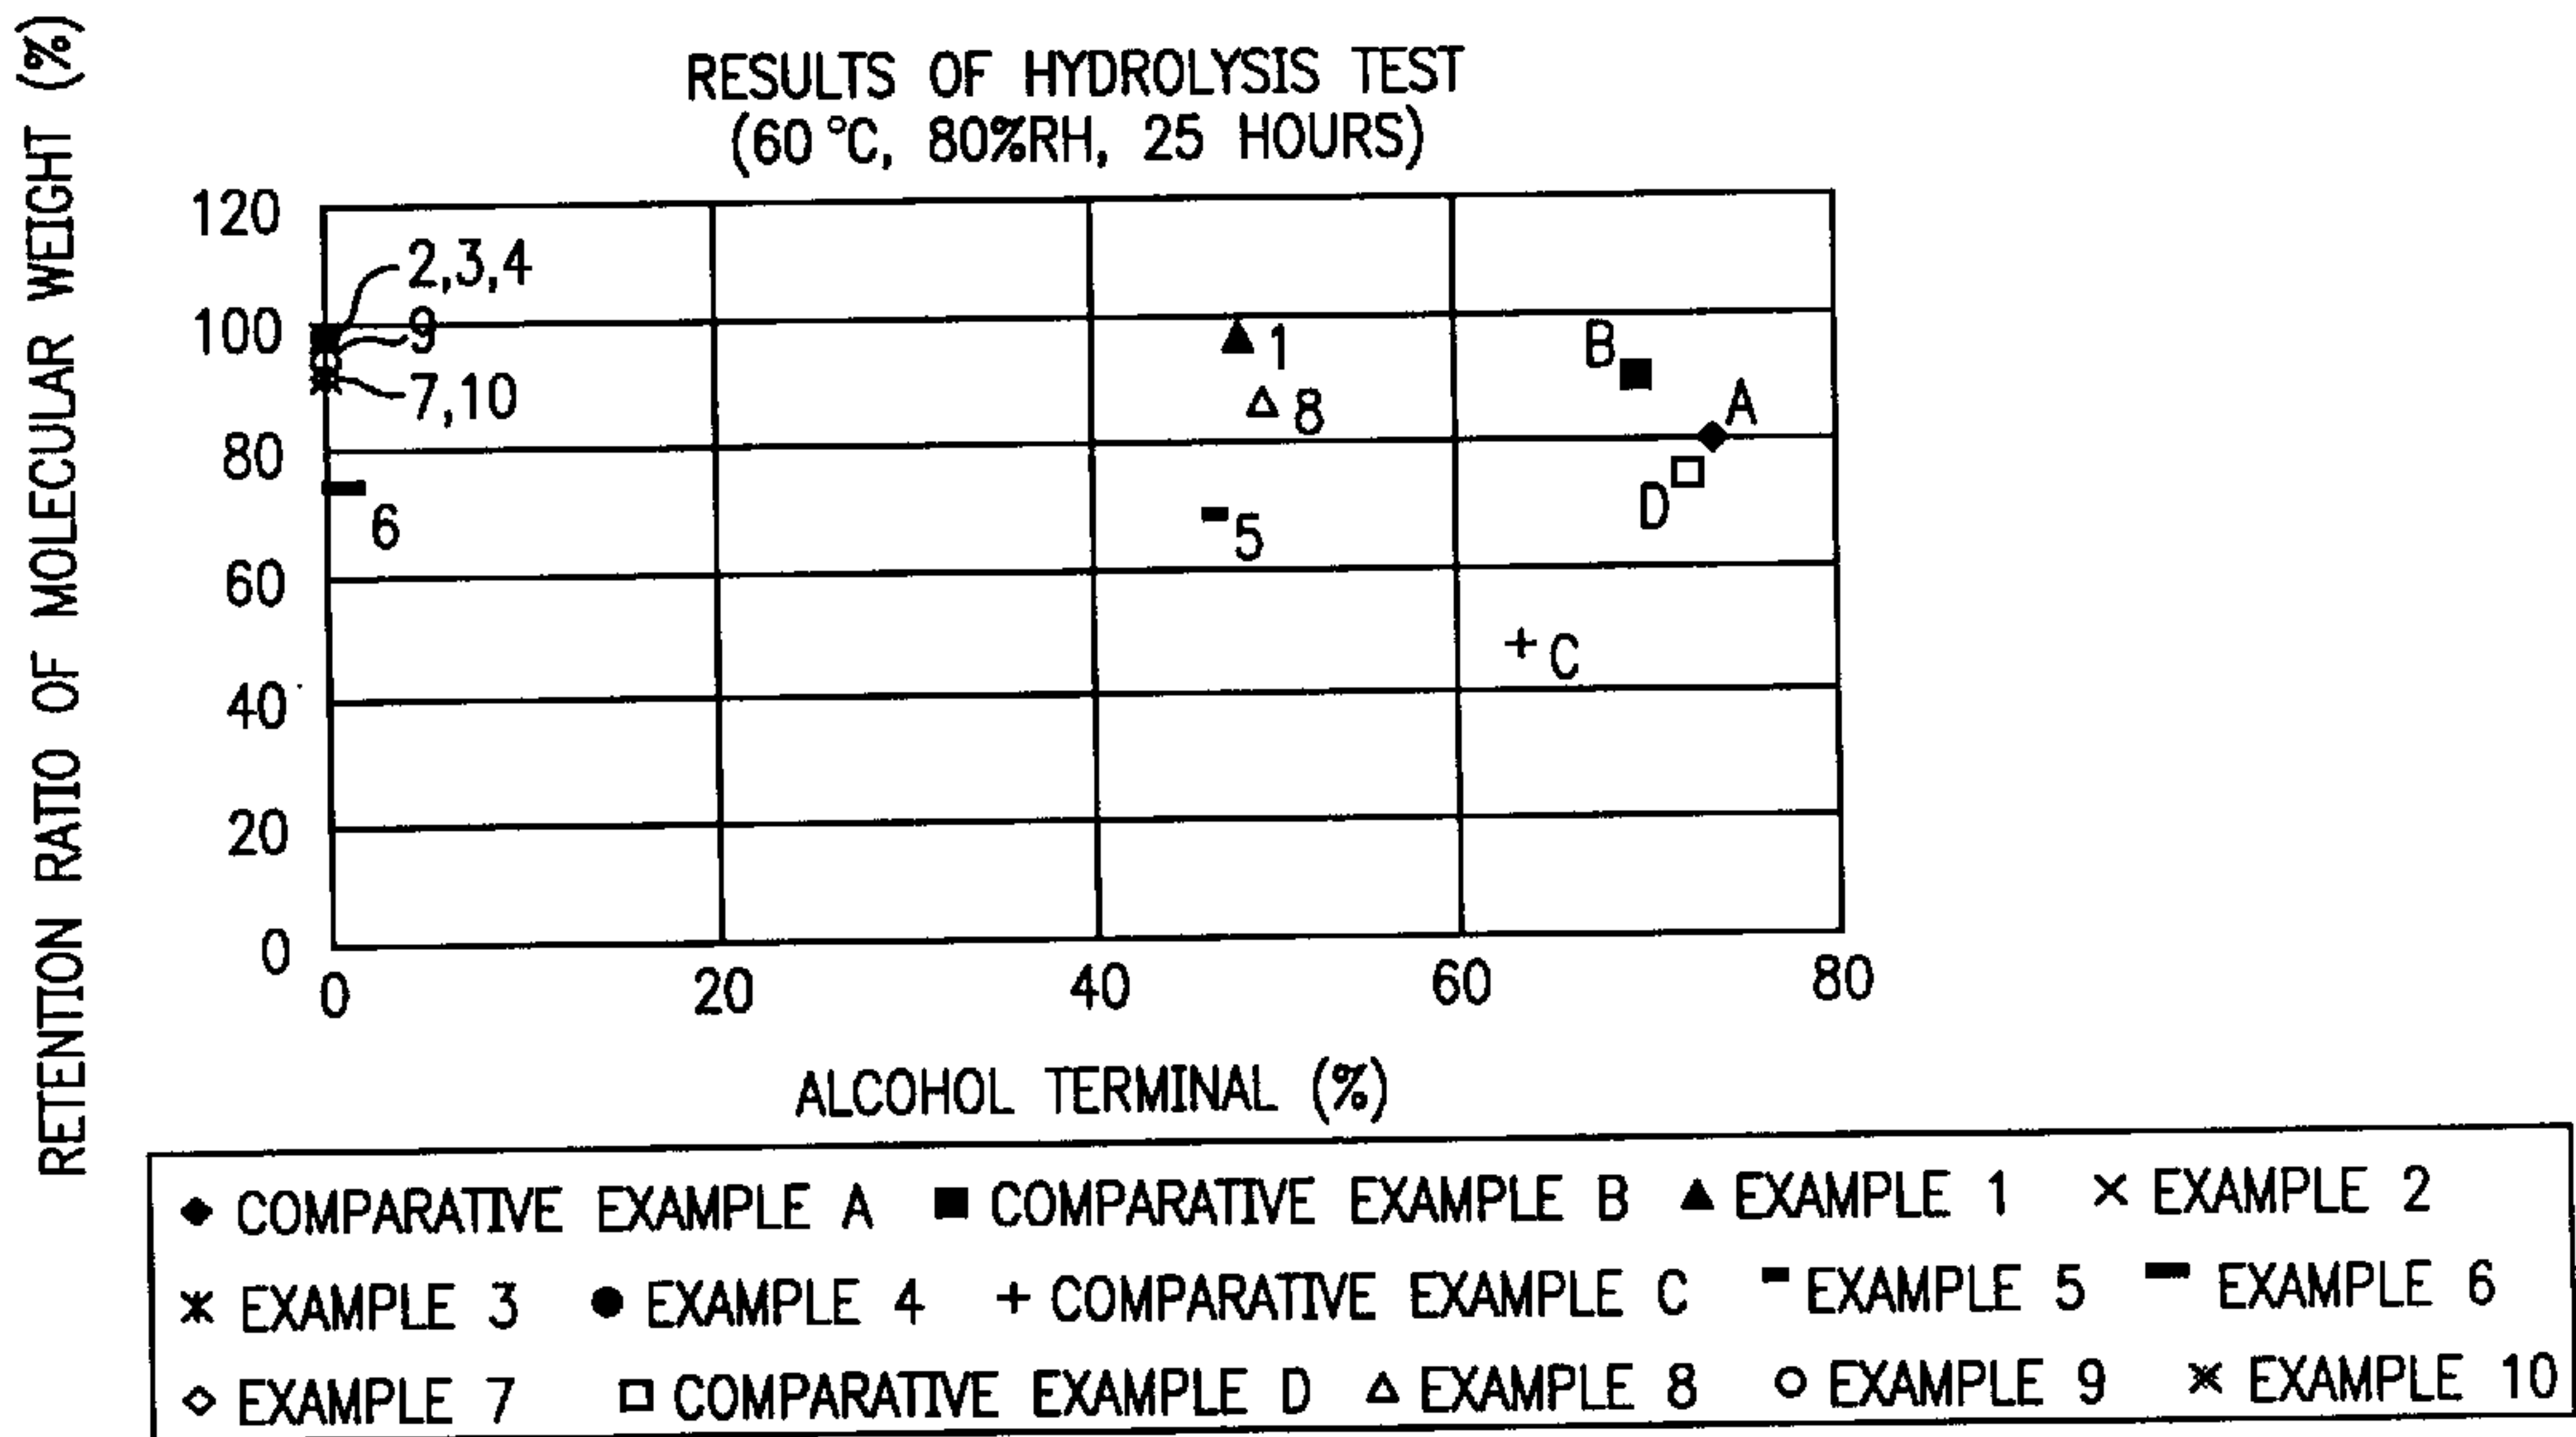 RESULTS OF HYDROLYSIS TEST
(60 °C, 80%RH, 25 HOURS)
RETENTION RATIO OF MOLECULAR WEIGHT (%)
120
100
80
60
40
20
0
2,3,4
9
7,10
6
1
8
5
B
A
D
C
0
20
40
60
80
ALCOHOL TERMINAL (%)
COMPARATIVE EXAMPLE A COMPARATIVE EXAMPLE B EXAMPLE 1 EXAMPLE 2
EXAMPLE 3 EXAMPLE 4 COMPARATIVE EXAMPLE C EXAMPLE 5 EXAMPLE 6
EXAMPLE 7 COMPARATIVE EXAMPLE D EXAMPLE 8 EXAMPLE 9 EXAMPLE 10